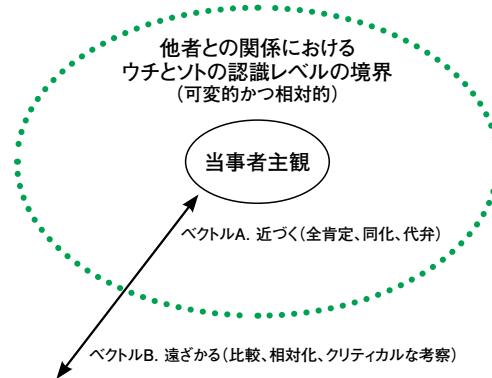 他者との関係における
ウチとソトの認識レベルの境界
(可変的かつ相対的)
当事者主観
ベクトルA. 近づく(全肯定、同化、代弁)
ベクトルB. 遠ざかる(比較、相対化、クリティカルな考察)